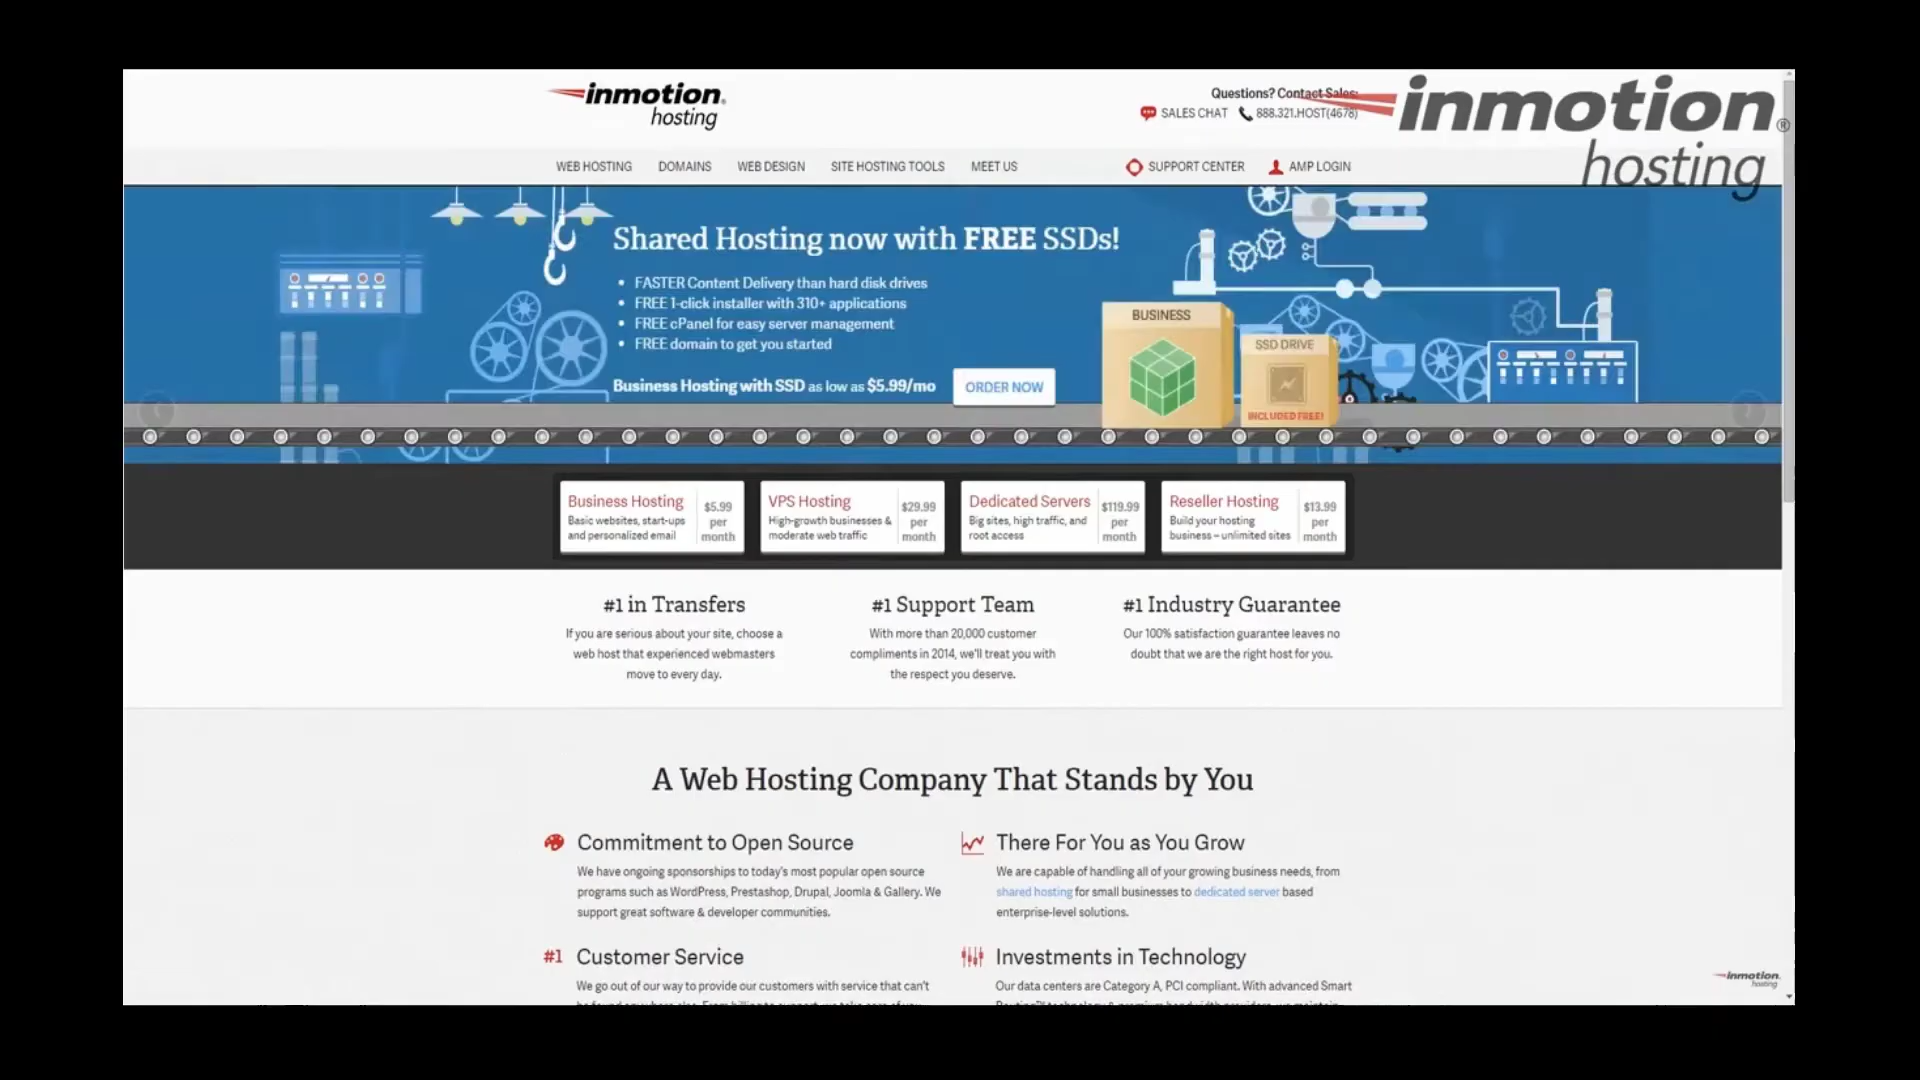 inmotion
hosting
Questions? Contact Sales:
SALES CHAT 888.321.HOST(4678)
inmotion®
hosting
WEB HOSTING DOMAINS WEB DESIGN SITE HOSTING TOOLS MEET US SUPPORT CENTER AMP LOGIN
Shared Hosting now with FREE SSDs!
• FASTER Content Delivery than hard disk drives
• FREE 1-click installer with 310+ applications
• FREE cPanel for easy server management
• FREE domain to get you started
Business Hosting with SSD as low as $5.99/mo ORDER NOW
BUSINESS
SSD DRIVE
INCLUDED FREE!
Business Hosting
Basic websites, start-ups
and personalized email
$5.99
per
month
VPS Hosting
High-growth businesses &
moderate web traffic
$29.99
per
month
Dedicated Servers
Big sites, high traffic, and
root access
$119.99
per
month
Reseller Hosting
Build your hosting
business – unlimited sites
$13.99
per
month
#1 in Transfers
If you are serious about your site, choose a
web host that experienced webmasters
move to every day.
#1 Support Team
With more than 20,000 customer
compliments in 2014, we'll treat you with
the respect you deserve.
#1 Industry Guarantee
Our 100% satisfaction guarantee leaves no
doubt that we are the right host for you.
A Web Hosting Company That Stands by You
Commitment to Open Source
We have ongoing sponsorships to today's most popular open source
programs such as WordPress, Prestashop, Drupal, Joomla & Gallery. We
support great software & developer communities.
There For You as You Grow
We are capable of handling all of your growing business needs, from
shared hosting for small businesses to dedicated server based
enterprise-level solutions.
#1 Customer Service
We go out of our way to provide our customers with service that can't
Investments in Technology
Our data centers are Category A, PCI compliant. With advanced Smart
inmotion
hosting